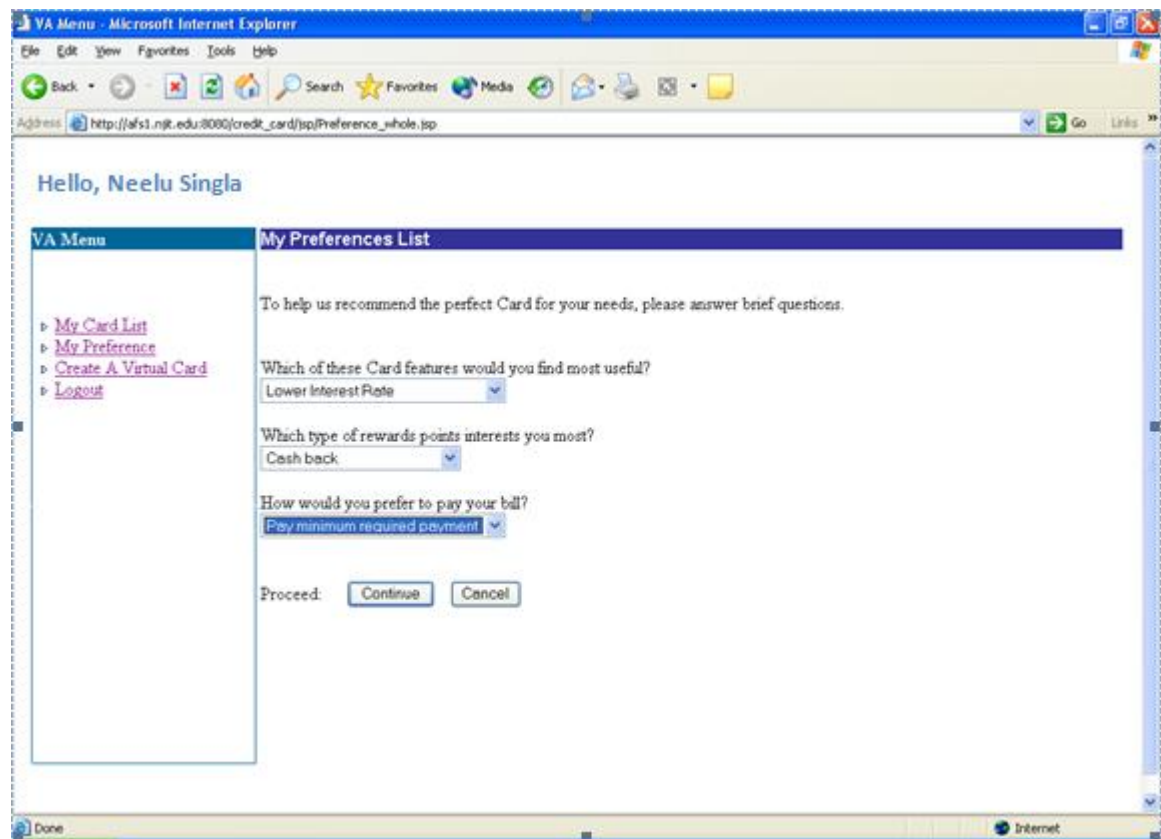 VA Menu - Microsoft Internet Explorer
File Edit View Favorites Tools Help
Back Search Favorites Media
Address http://afs1.njit.edu:8080/credit_card/jsp/Preference_whole.jsp Go Links »
Hello, Neelu Singla
VA Menu
My Card List
My Preference
Create A Virtual Card
Logout
My Preferences List
To help us recommend the perfect Card for your needs, please answer brief questions.
Which of these Card features would you find most useful?
Lower Interest Rate
Which type of rewards points interests you most?
Cash back
How would you prefer to pay your bill?
Pay minimum required payment
Proceed: Continue Cancel
Done Internet